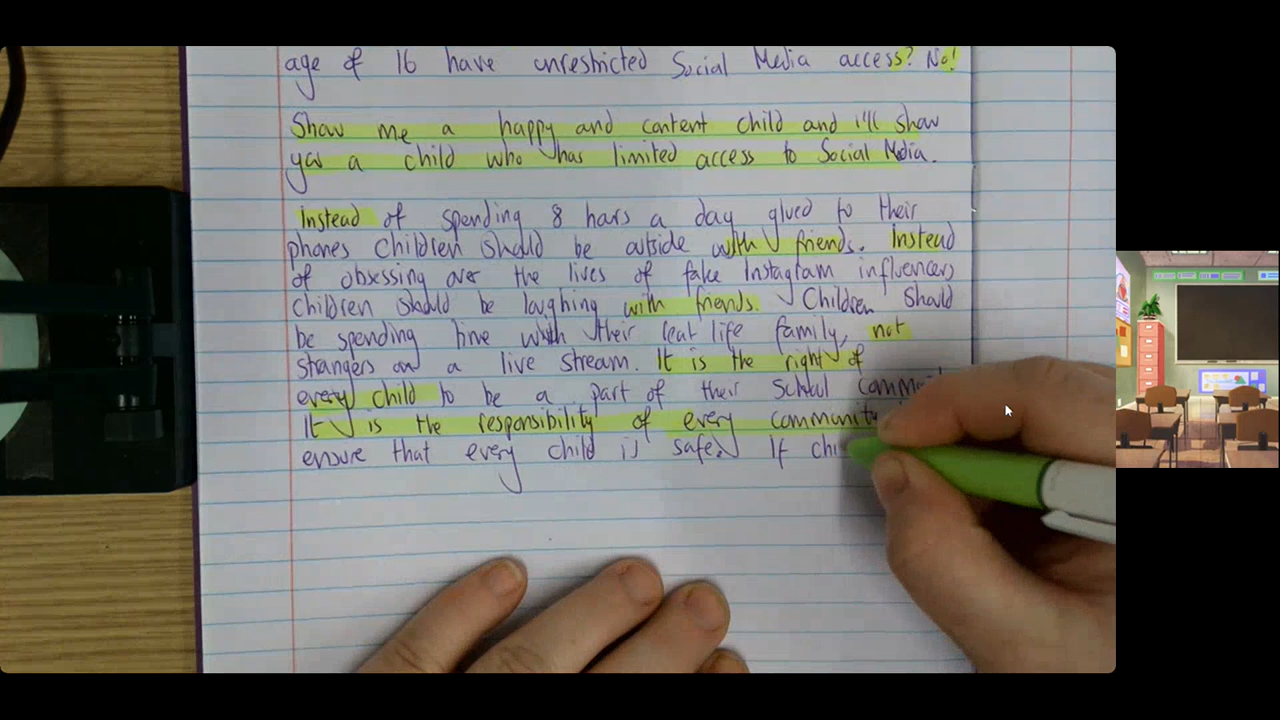 age of 16 have unrestricted Social Media access? No!
Show me a happy and content child and i'll show
you a child who has limited access to Social Media.
Instead of spending 8 hours a day glued to their
phones children should be outside with friends. Instead
of obsessing over the lives of fake Instagram influencers
children should be laughing with friends. Children should
be spending time with their real life family, not
strangers on a live stream. It is the right of
every child to be a part of their school
It is the responsibility of every community
ensure that every child is safe. If